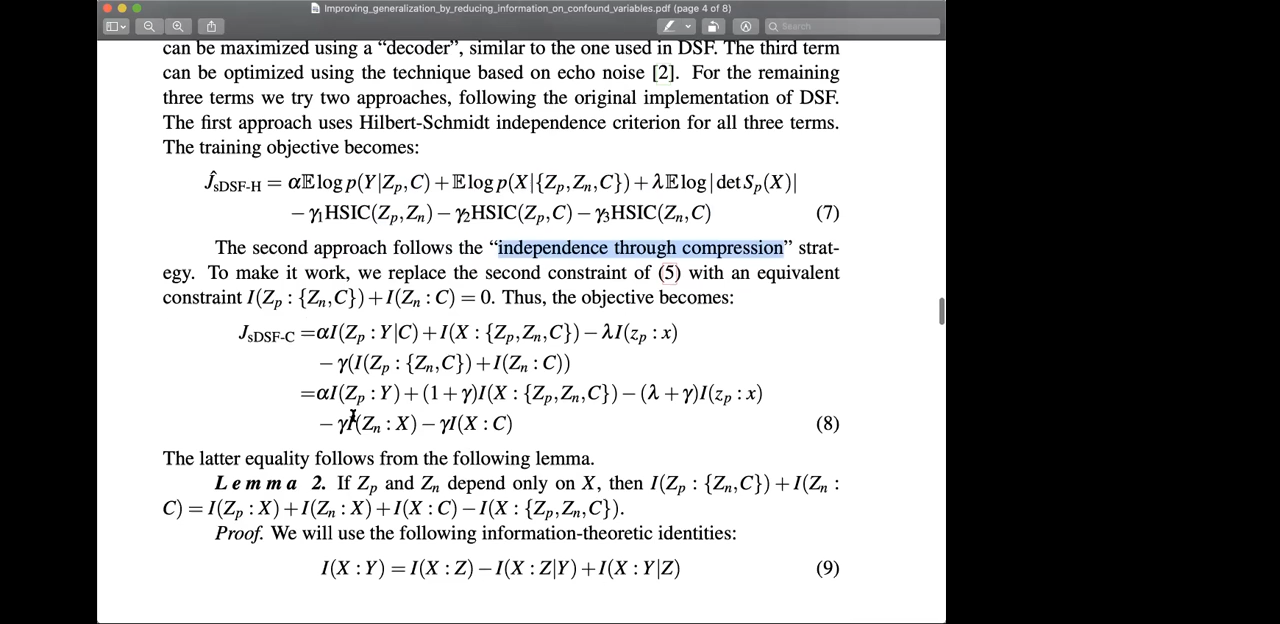 Improving_generalization_by_reducing_information_on_confound_variables.pdf (page 4 of 8)
Search
can be maximized using a “decoder”, similar to the one used in DSF. The third term
can be optimized using the technique based on echo noise [2]. For the remaining
three terms we try two approaches, following the original implementation of DSF.
The first approach uses Hilbert-Schmidt independence criterion for all three terms.
The training objective becomes:
Ĵ_sDSF-H = α𝔼log p(Y|Z_p,C) + 𝔼log p(X|{Z_p,Z_n,C}) + λ𝔼log|det S_p(X)|
− γ₁HSIC(Z_p,Z_n) − γ₂HSIC(Z_p,C) − γ₃HSIC(Z_n,C) (7)
The second approach follows the “independence through compression” strat-
egy. To make it work, we replace the second constraint of (5) with an equivalent
constraint I(Z_p : {Z_n,C}) + I(Z_n : C) = 0. Thus, the objective becomes:
J_sDSF-C =αI(Z_p : Y|C) + I(X : {Z_p,Z_n,C}) − λI(z_p : x)
− γ(I(Z_p : {Z_n,C}) + I(Z_n : C))
=αI(Z_p : Y) + (1 + γ)I(X : {Z_p,Z_n,C}) − (λ + γ)I(z_p : x)
− γI(Z_n : X) − γI(X : C) (8)
The latter equality follows from the following lemma.
Lemma 2. If Z_p and Z_n depend only on X, then I(Z_p : {Z_n,C}) + I(Z_n :
C) = I(Z_p : X) + I(Z_n : X) + I(X : C) − I(X : {Z_p,Z_n,C}).
Proof. We will use the following information-theoretic identities:
I(X : Y) = I(X : Z) − I(X : Z|Y) + I(X : Y|Z) (9)